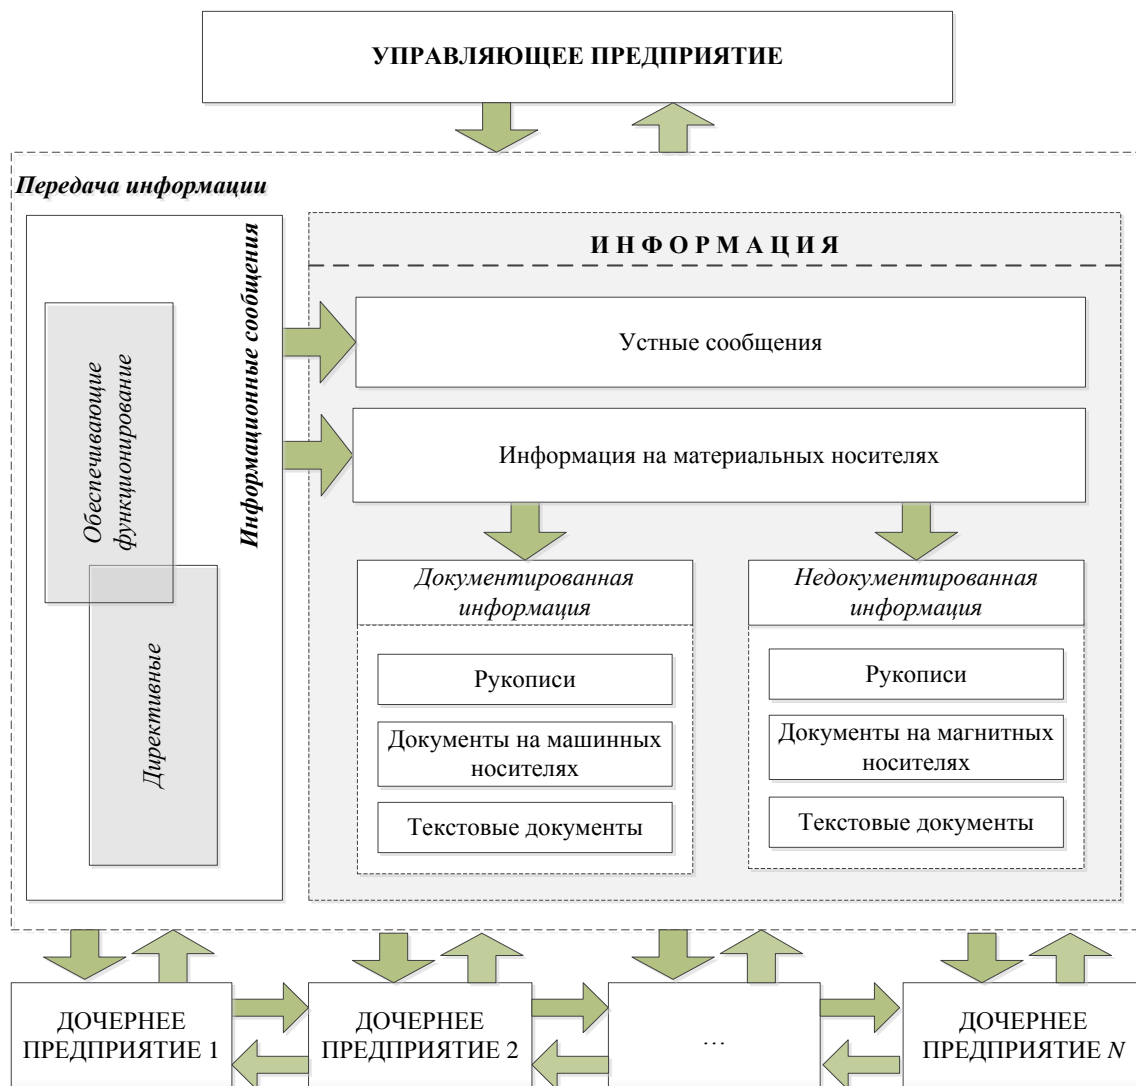 УПРАВЛЯЮЩЕЕ ПРЕДПРИЯТИЕ
Передача информации
Информационные сообщения
Обеспечивающие
функционирование
Директивные
ИНФОРМАЦИЯ
Устные сообщения
Информация на материальных носителях
Документированная
информация
Рукописи
Документы на машинных
носителях
Текстовые документы
Недокументированная
информация
Рукописи
Документы на магнитных
носителях
Текстовые документы
ДОЧЕРНЕЕ
ПРЕДПРИЯТИЕ 1
ДОЧЕРНЕЕ
ПРЕДПРИЯТИЕ 2
…
ДОЧЕРНЕЕ
ПРЕДПРИЯТИЕ N